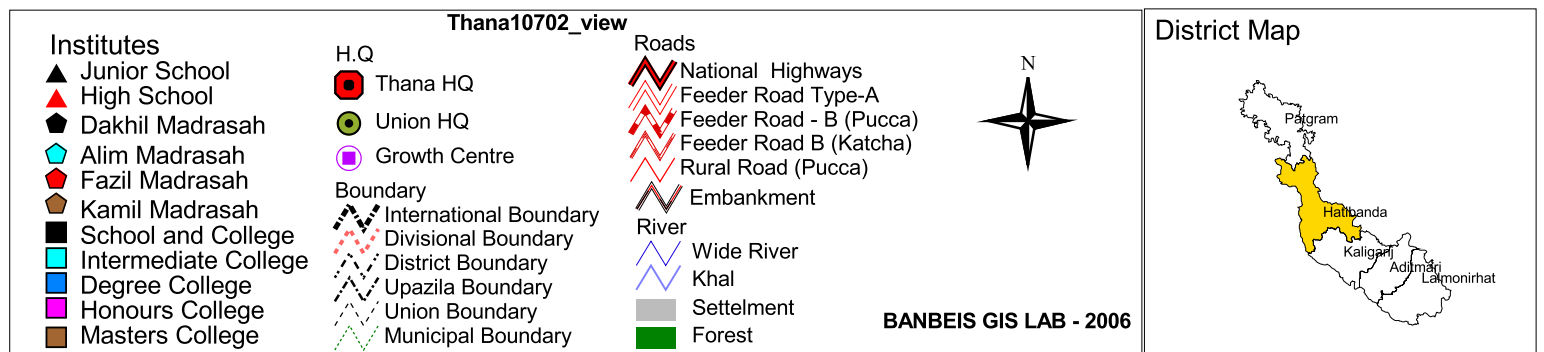 Thana10702_view
Institutes
Junior School
High School
Dakhil Madrasah
Alim Madrasah
Fazil Madrasah
Kamil Madrasah
School and College
Intermediate College
Degree College
Honours College
Masters College
H.Q
Thana HQ
Union HQ
Growth Centre
Boundary
International Boundary
Divisional Boundary
District Boundary
Upazila Boundary
Union Boundary
Municipal Boundary
Roads
National Highways
Feeder Road Type-A
Feeder Road - B (Pucca)
Feeder Road B (Katcha)
Rural Road (Pucca)
Embankment
River
Wide River
Khal
Settelment
Forest
N
BANBEIS GIS LAB - 2006
District Map
Patgram
Hatibanda
Kaliganj
Aditmari
Lalmonirhat